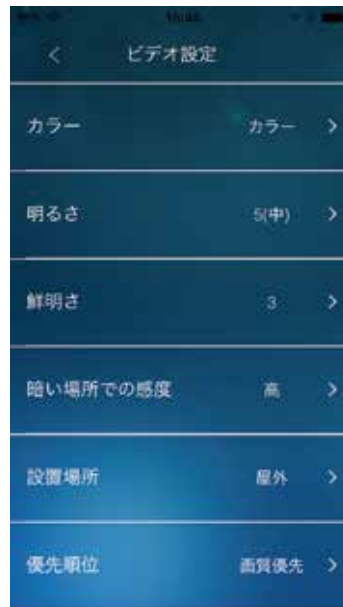 ビデオ設定
カラー カラー
明るさ 5(中)
鮮明さ 3
暗い場所での感度 高
設置場所 屋外
優先順位 画質優先